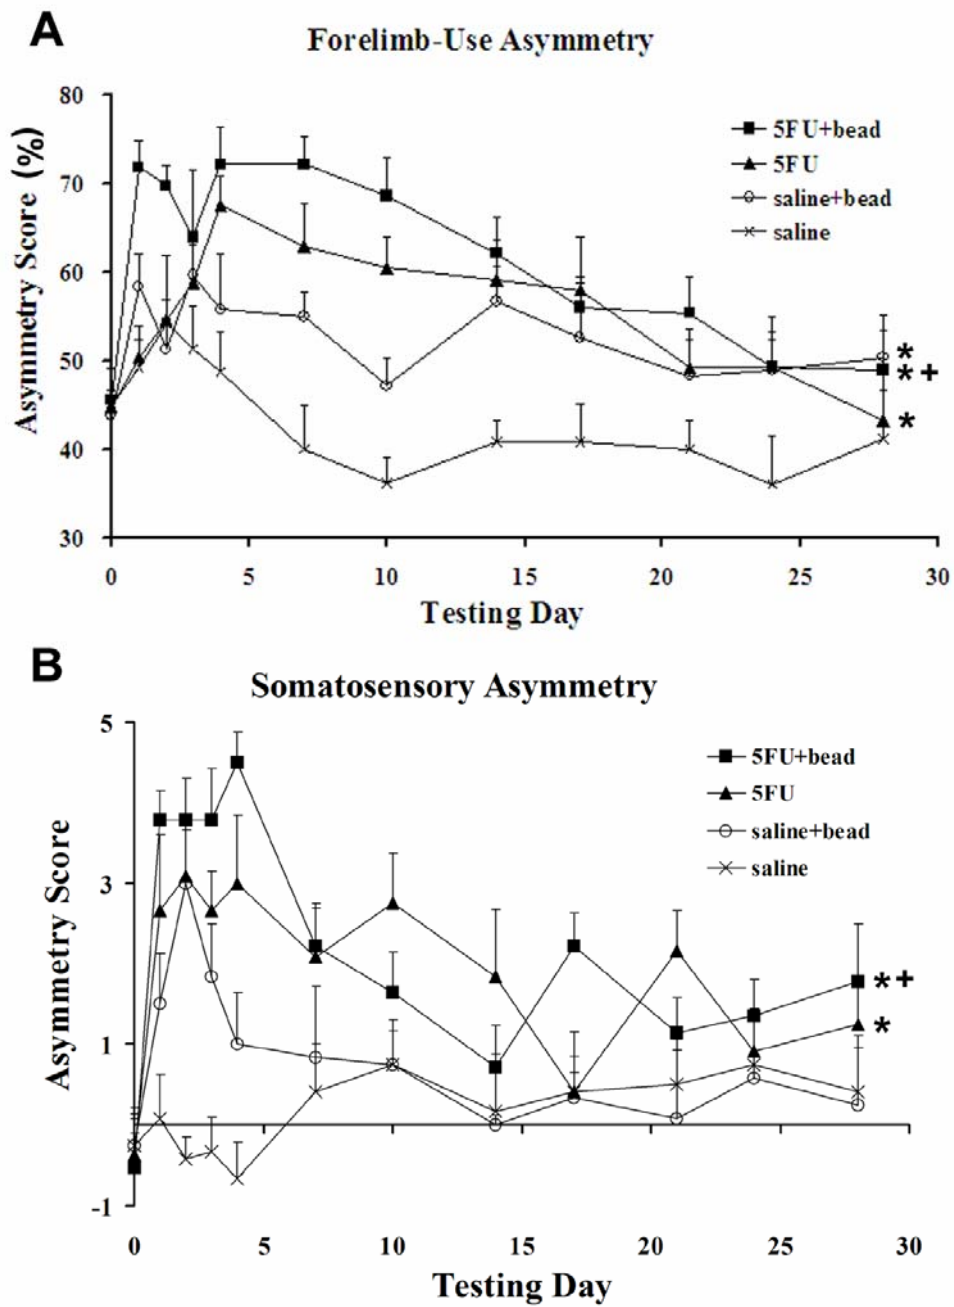 A
Forelimb-Use Asymmetry
Asymmetry Score (%)
80
70
60
50
40
30
5FU+bead
5FU
saline+bead
saline
*
* +
*
0 5 10 15 20 25 30
Testing Day
B
Somatosensory Asymmetry
Asymmetry Score
5
3
1
-1
5FU+bead
5FU
saline+bead
saline
* +
*
0 5 10 15 20 25 30
Testing Day